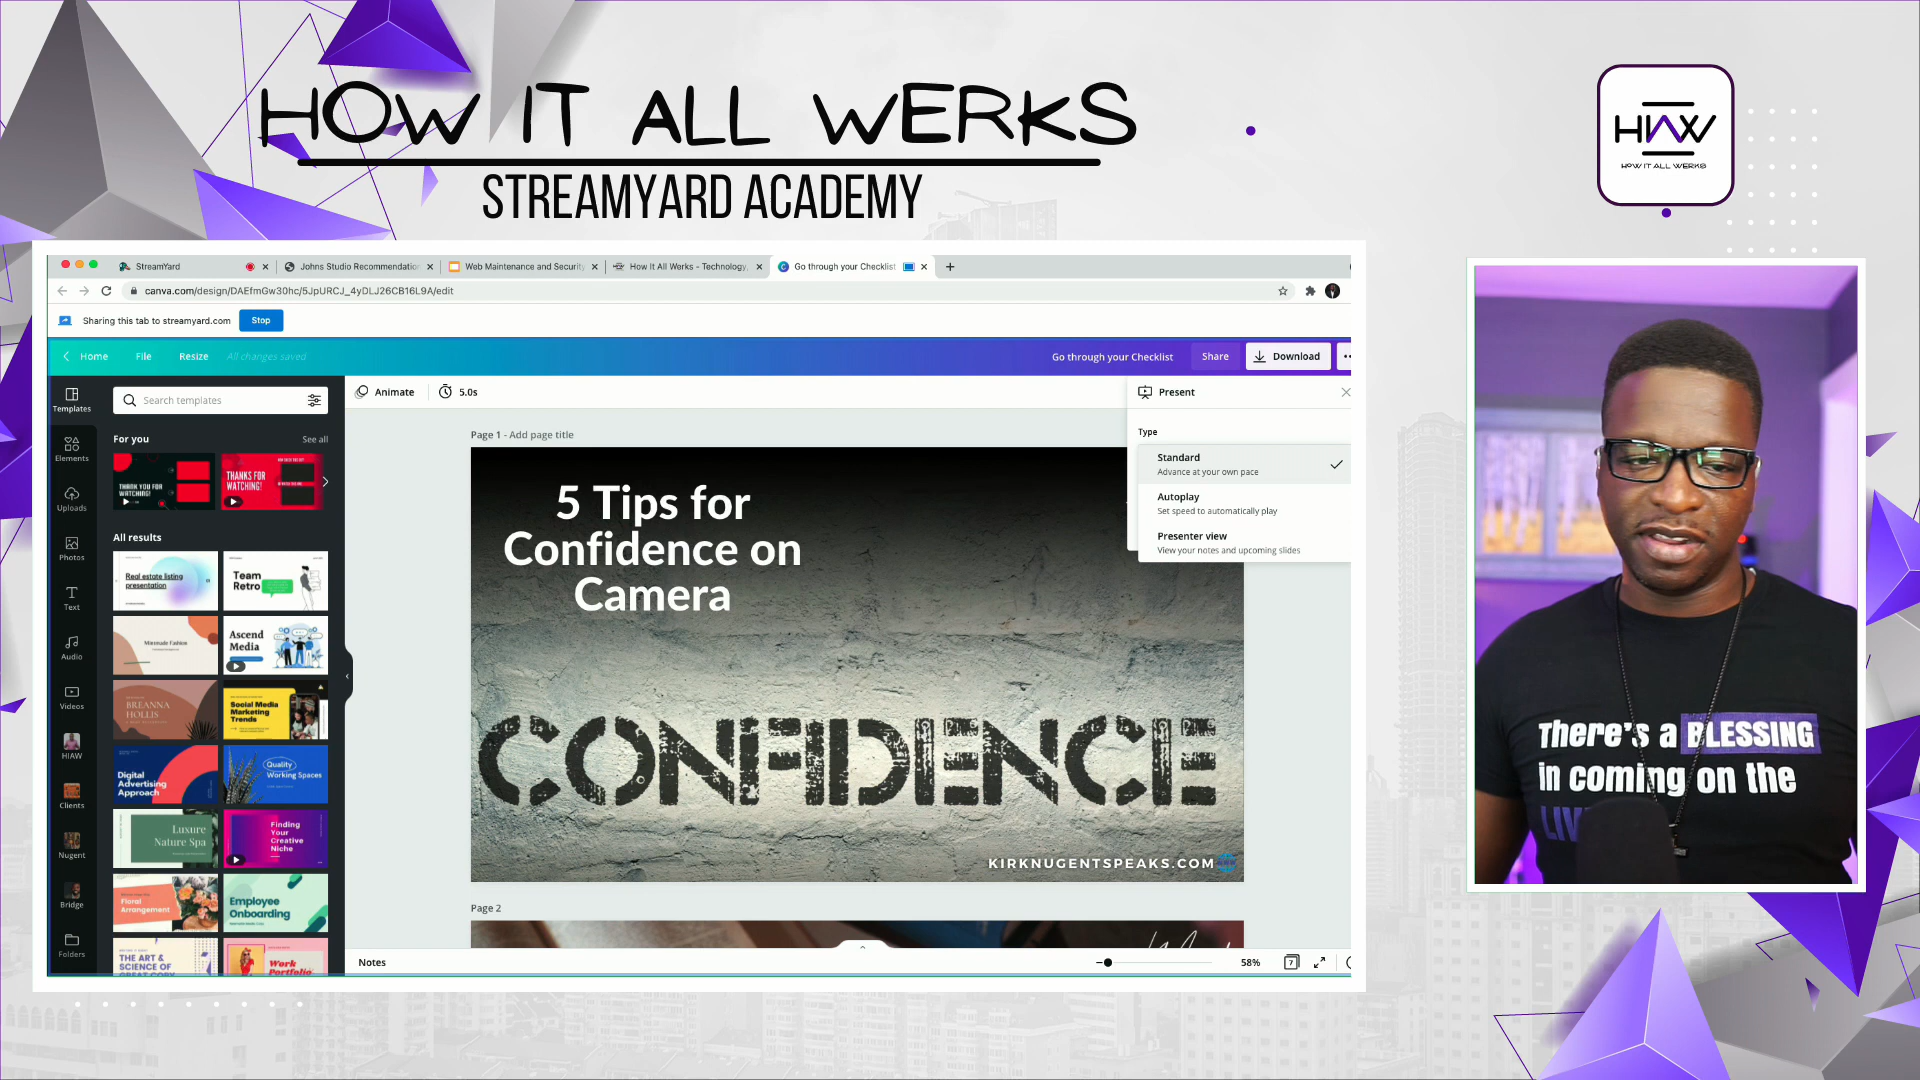 HOW IT ALL WERKS
STREAMYARD ACADEMY
HIAW
HOW IT ALL WERKS
StreamYard
Johns Studio Recommendatio
Web Maintenance and Security
How It All Werks - Technology,
Go through your Checklist
canva.com/design/DAEfmGw30hc/5JpURCJ_4yDLJ26CB16L9A/edit
Sharing this tab to streamyard.com
Stop
Home
File
Resize
All changes saved
Go through your Checklist
Share
Download
Templates
Elements
Uploads
Photos
Text
Audio
Videos
HIAW
Clients
Nugent
Bridge
Folders
Search templates
For you
See all
THANK YOU FOR
WATCHING!
THANKS FOR
WATCHING!
All results
Real estate listing
presentation
Team
Retro
Ascend
Media
BREANNA
HOLLIS
Social Media
Marketing
Trends
Digital
Advertising
Approach
Quality
Working Spaces
Luxure
Nature Spa
Finding
Your
Creative
Niche
Floral
Arrangement
Employee
Onboarding
THE ART &
SCIENCE OF
GREAT COPY
Work
Portfolio
Animate
5.0s
Page 1 - Add page title
5 Tips for
Confidence on
Camera
CONFIDENCE
KIRKNUGENTSPEAKS.COM
Page 2
Notes
58%
7
Present
Type
Standard
Advance at your own pace
Autoplay
Set speed to automatically play
Presenter view
View your notes and upcoming slides
There's a BLESSING
in coming on the